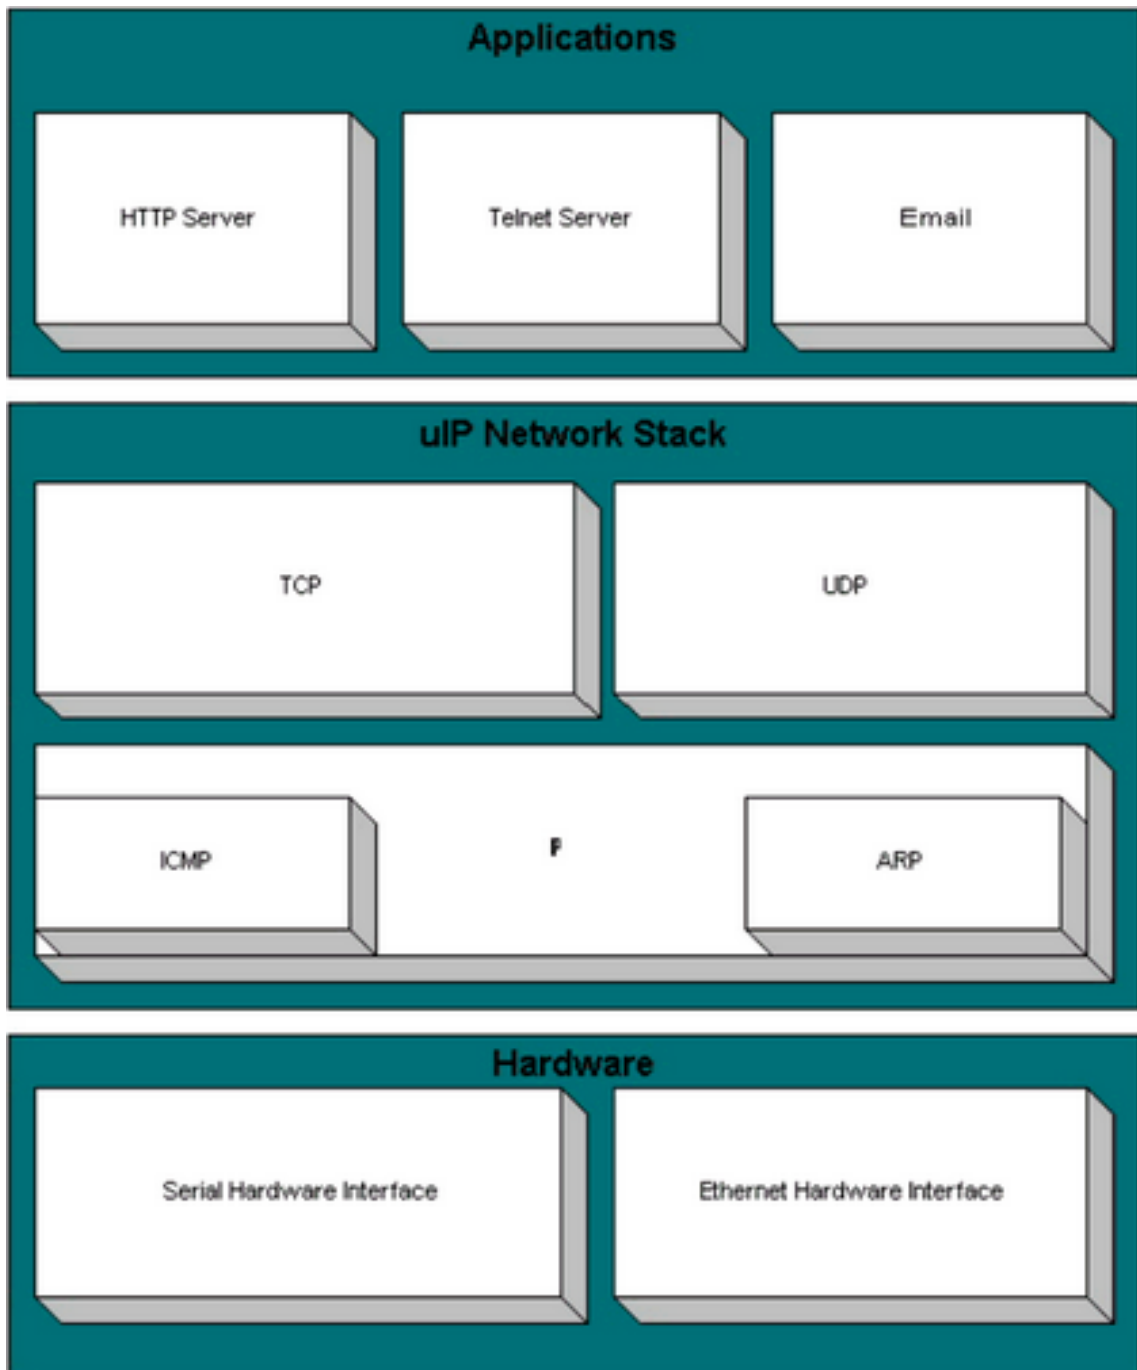 Applications
HTTP Server
Telnet Server
Email
uIP Network Stack
TCP
UDP
ICMP
IP
ARP
Hardware
Serial Hardware Interface
Ethernet Hardware Interface